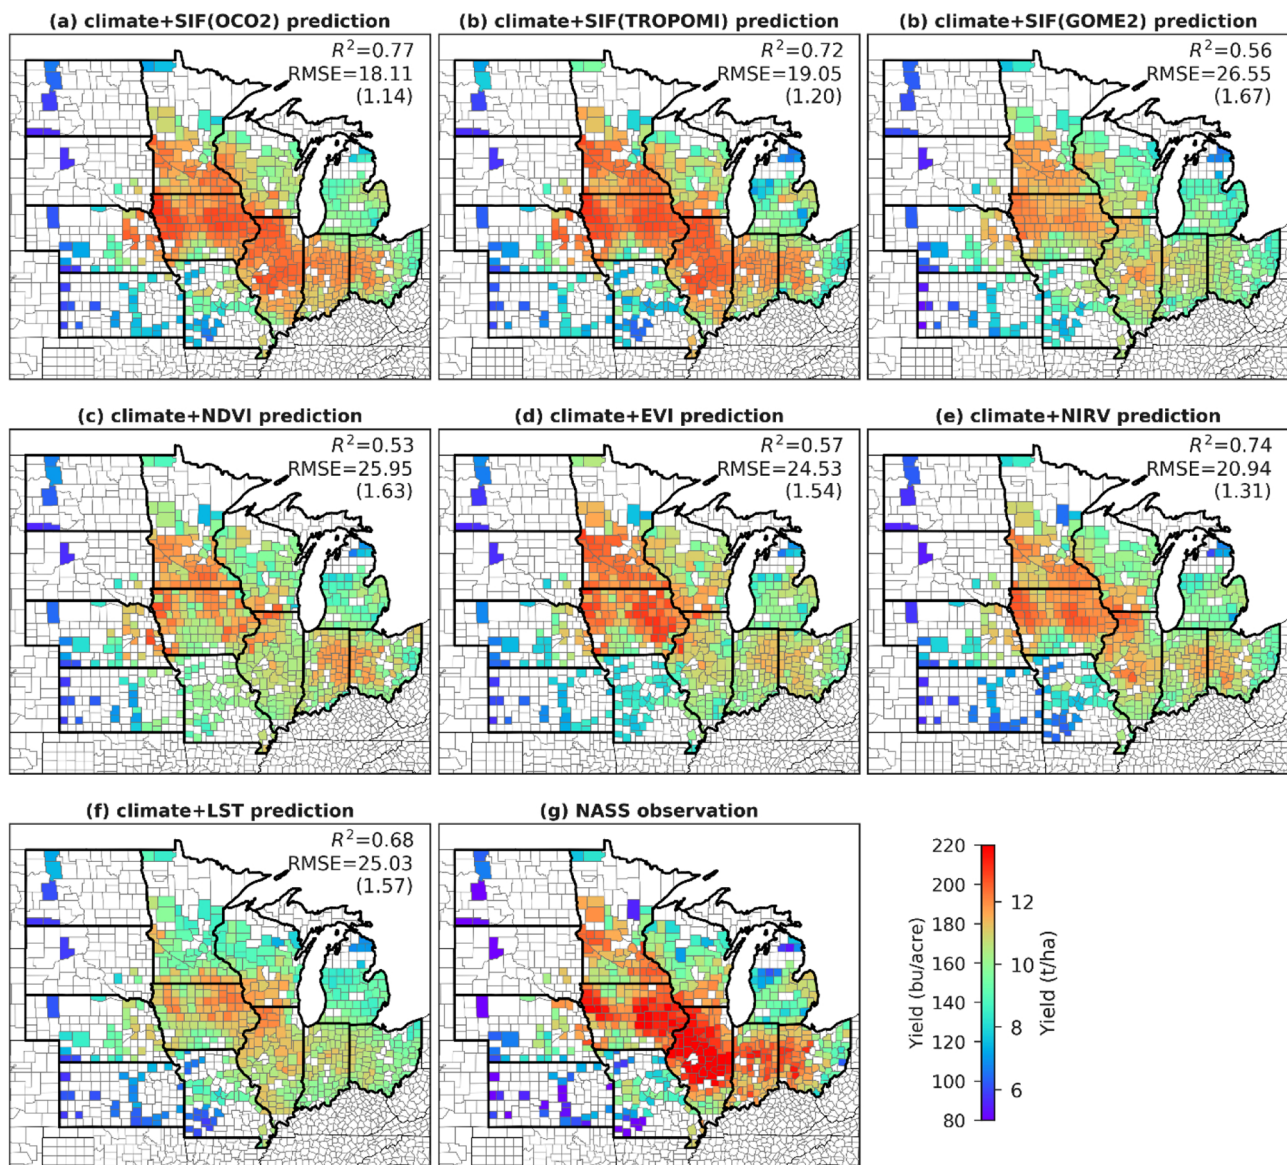 (a) climate+SIF(OCO2) prediction
R²=0.77
RMSE=18.11
(1.14)
(b) climate+SIF(TROPOMI) prediction
R²=0.72
RMSE=19.05
(1.20)
(b) climate+SIF(GOME2) prediction
R²=0.56
RMSE=26.55
(1.67)
(c) climate+NDVI prediction
R²=0.53
RMSE=25.95
(1.63)
(d) climate+EVI prediction
R²=0.57
RMSE=24.53
(1.54)
(e) climate+NIRV prediction
R²=0.74
RMSE=20.94
(1.31)
(f) climate+LST prediction
R²=0.68
RMSE=25.03
(1.57)
(g) NASS observation
Yield (bu/acre)
220
200
180
160
140
120
100
80
12
10
8
6
Yield (t/ha)